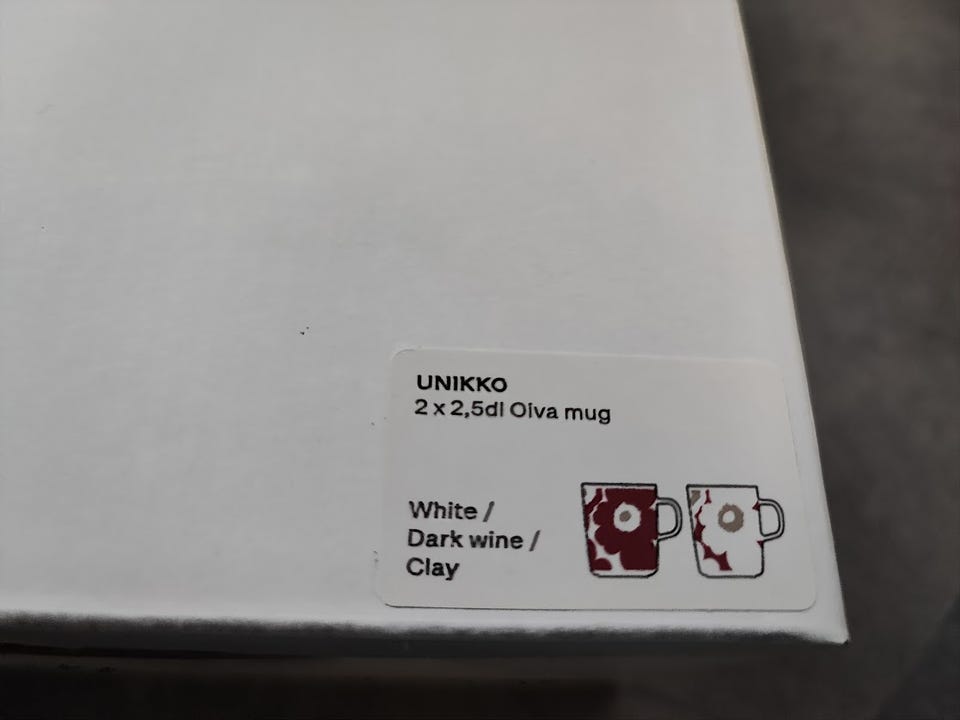 UNIKKO
2 x 2,5dl Oiva mug
White /
Dark wine /
Clay